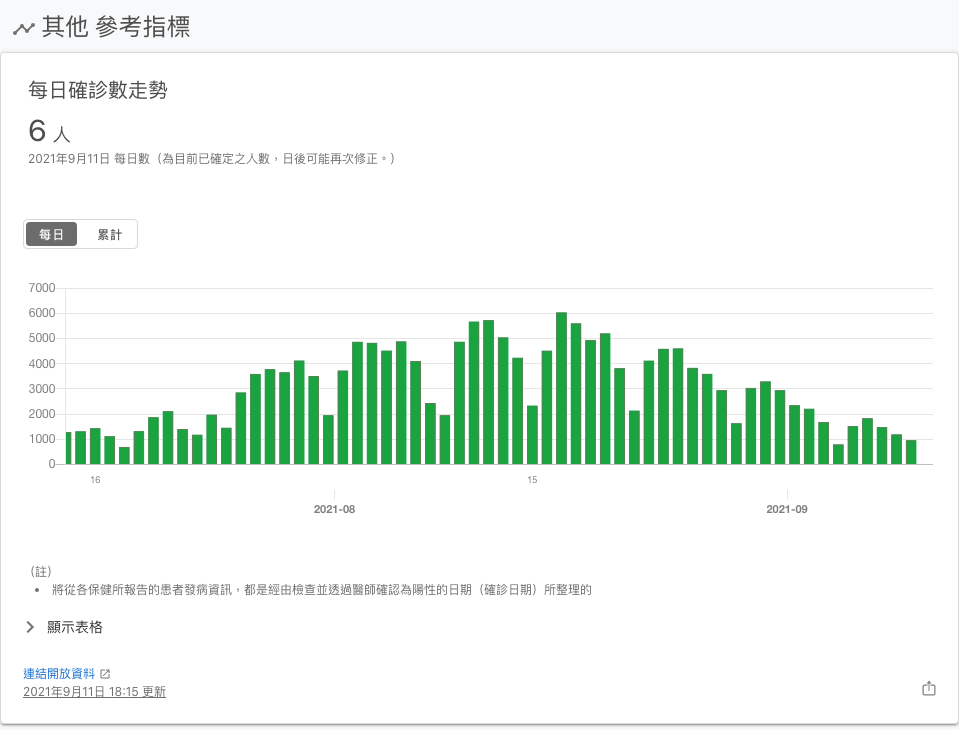 其他 參考指標
每日確診數走勢
6 人
2021年9月11日 每日數（為目前已確定之人數，日後可能再次修正。）
每日 累計
7000
6000
5000
4000
3000
2000
1000
0
16 15
2021-08 2021-09
（註）
• 將從各保健所報告的患者發病資訊，都是經由檢查並透過醫師確認為陽性的日期（確診日期）所整理的
顯示表格
連結開放資料
2021年9月11日 18:15 更新